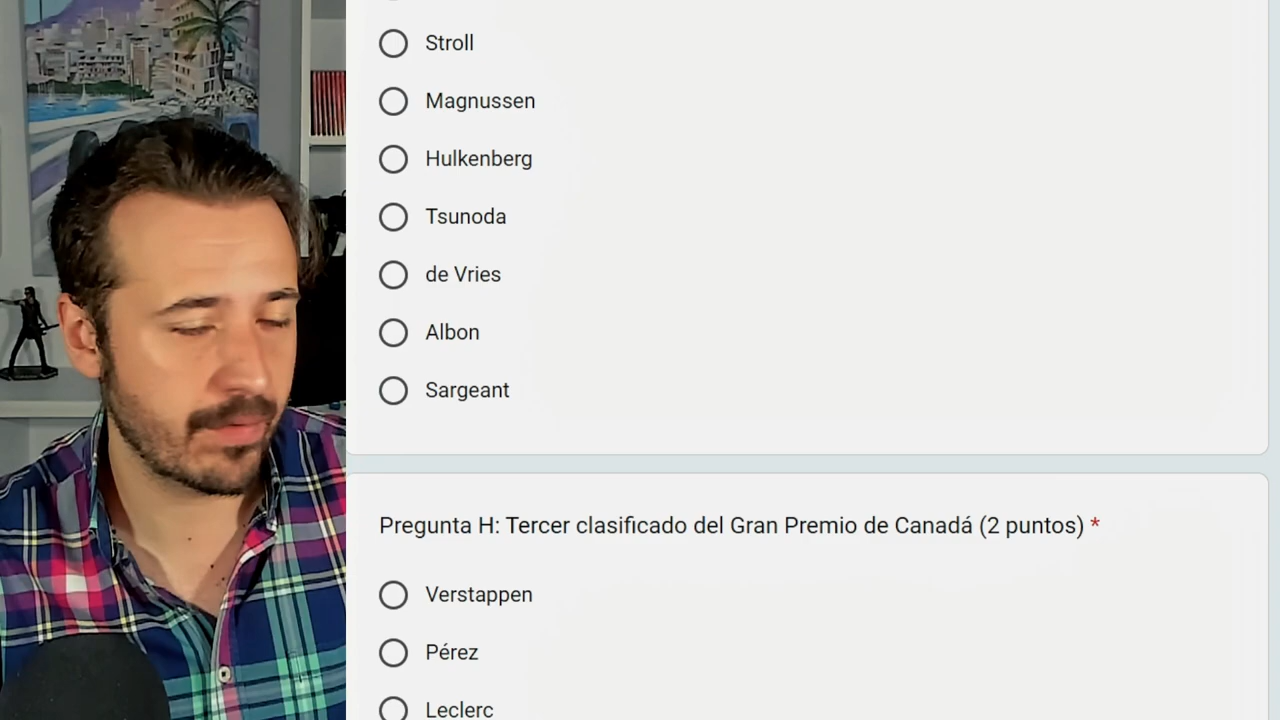 Stroll
Magnussen
Hulkenberg
Tsunoda
de Vries
Albon
Sargeant
Pregunta H: Tercer clasificado del Gran Premio de Canadá (2 puntos) *
Verstappen
Pérez
Leclerc